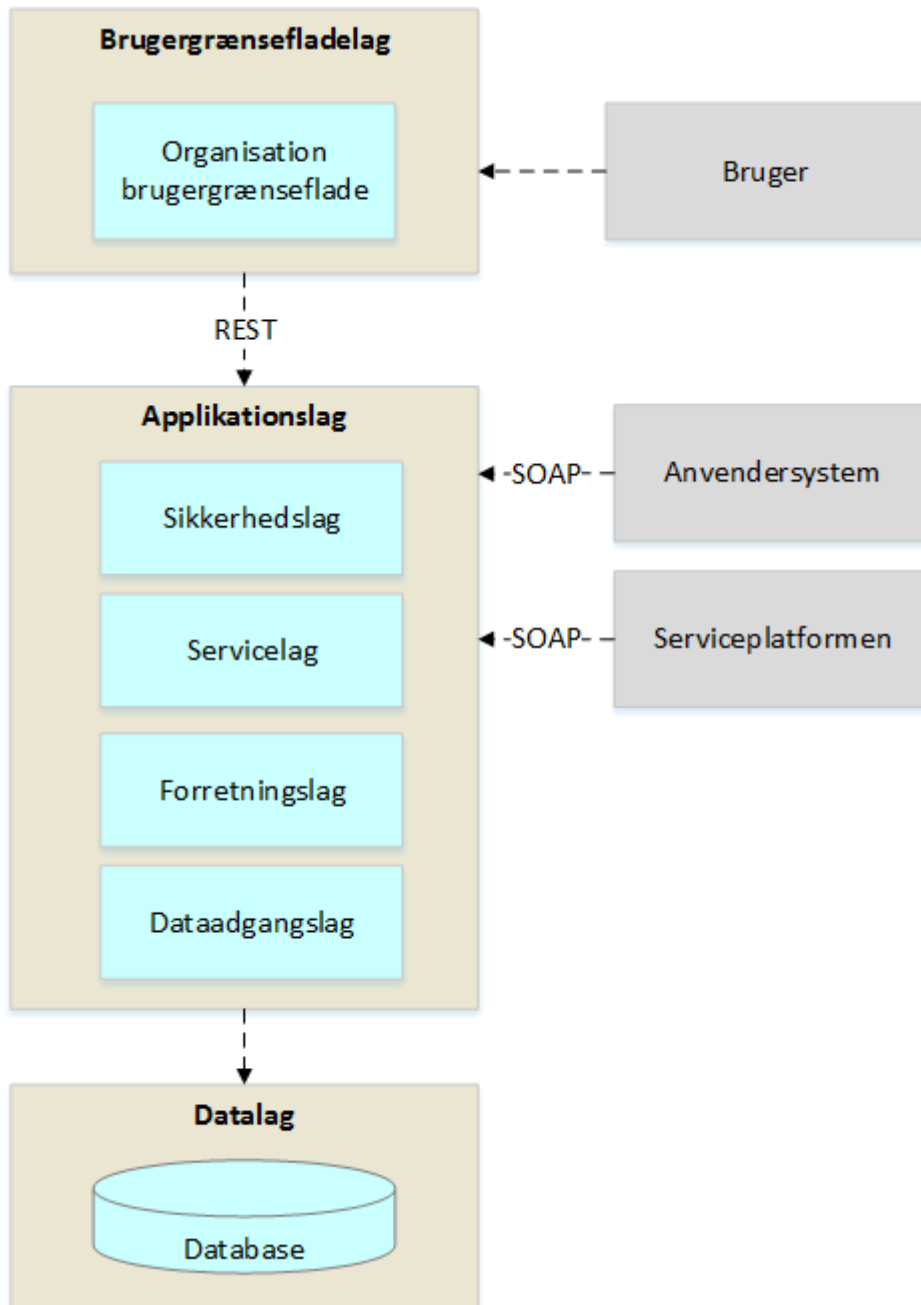 Brugergrænsefladelag
Organisation
brugergrænseflade
Bruger
REST
Applikationslag
Sikkerhedslag
-SOAP-
Anvendersystem
Servicelag
-SOAP-
Serviceplatformen
Forretningslag
Dataadgangslag
Datalag
Database